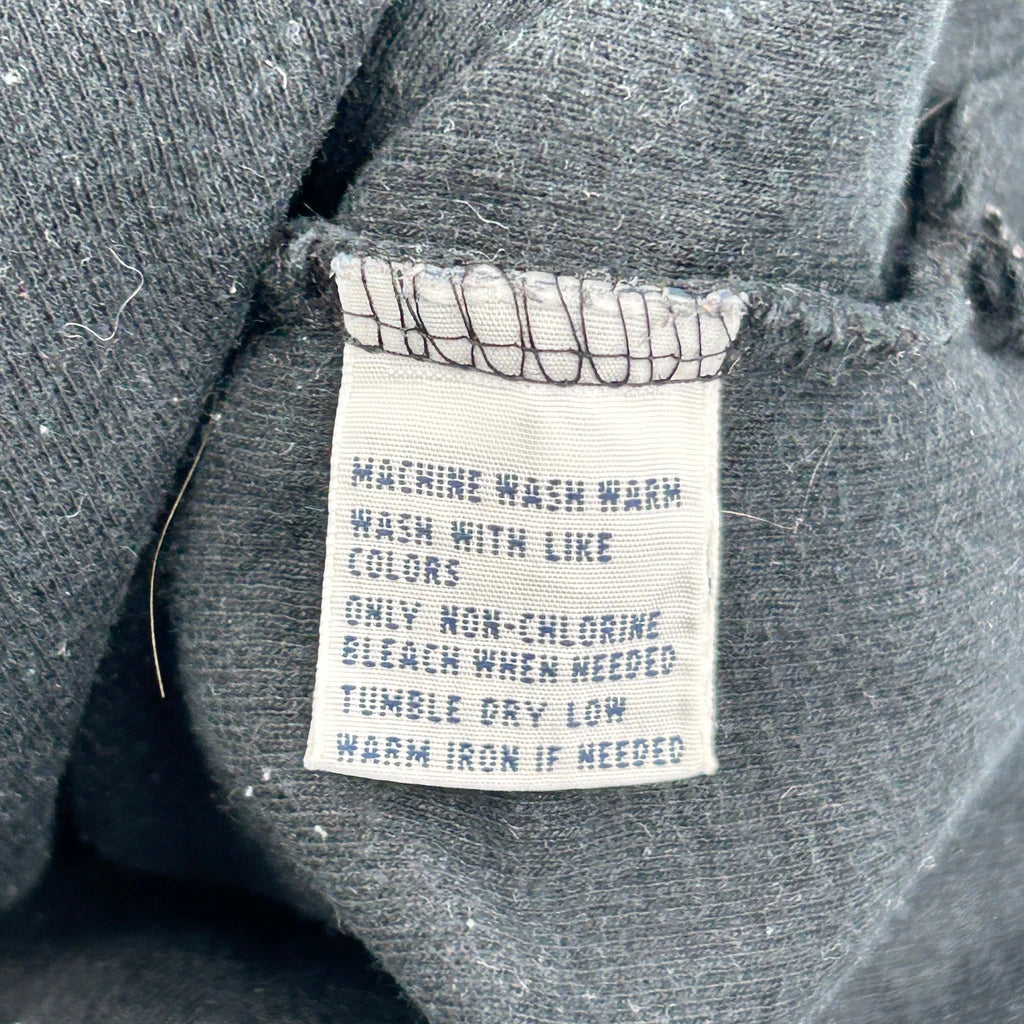 MACHINE WASH WARM
WASH WITH LIKE
COLORS
ONLY NON-CHLORINE
BLEACH WHEN NEEDED
TUMBLE DRY LOW
WARM IRON IF NEEDED